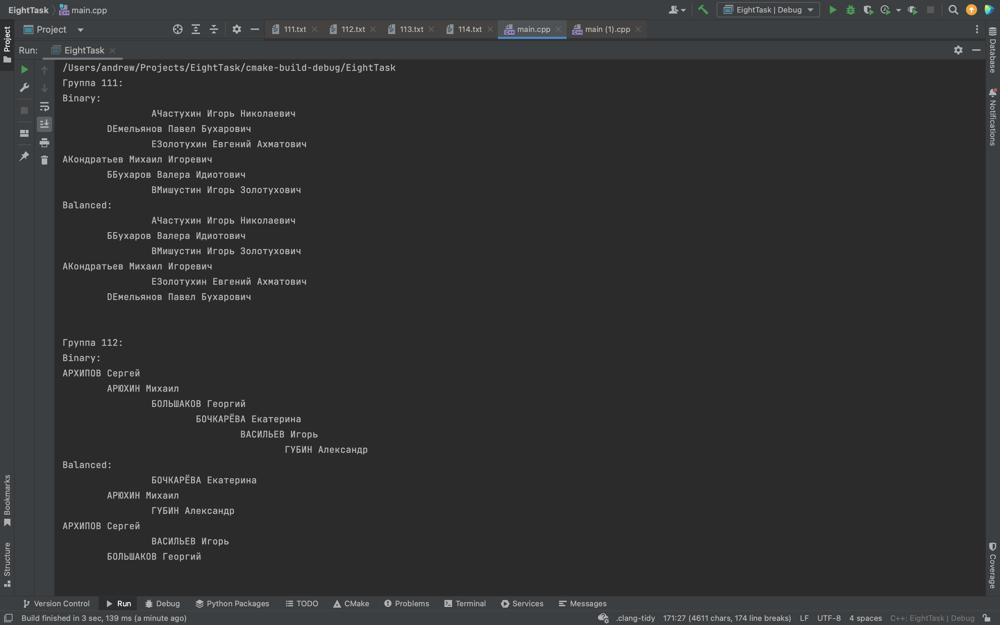 EightTask main.cpp EightTask | Debug
Project 111.txt 112.txt 113.txt 114.txt main.cpp main (1).cpp
Run: EightTask
/Users/andrew/Projects/EightTask/cmake-build-debug/EightTask
Группа 111:
Binary:
АЧастухин Игорь Николаевич
DЕмельянов Павел Бухарович
ЕЗолотухин Евгений Ахматович
АКондратьев Михаил Игоревич
ББухаров Валера Идиотович
ВМишустин Игорь Золотухович
Balanced:
АЧастухин Игорь Николаевич
ББухаров Валера Идиотович
ВМишустин Игорь Золотухович
АКондратьев Михаил Игоревич
ЕЗолотухин Евгений Ахматович
DЕмельянов Павел Бухарович
Группа 112:
Binary:
АРХИПОВ Сергей
АРЮХИН Михаил
БОЛЬШАКОВ Георгий
БОЧКАРЁВА Екатерина
ВАСИЛЬЕВ Игорь
ГУБИН Александр
Balanced:
БОЧКАРЁВА Екатерина
АРЮХИН Михаил
ГУБИН Александр
АРХИПОВ Сергей
ВАСИЛЬЕВ Игорь
БОЛЬШАКОВ Георгий
Project
Bookmarks
Structure
Database
Notifications
Coverage
Version Control Run Debug Python Packages TODO CMake Problems Terminal Services Messages
Build finished in 3 sec, 139 ms (a minute ago) .clang-tidy 171:27 (4611 chars, 174 line breaks) LF UTF-8 4 spaces C++: EightTask | Debug